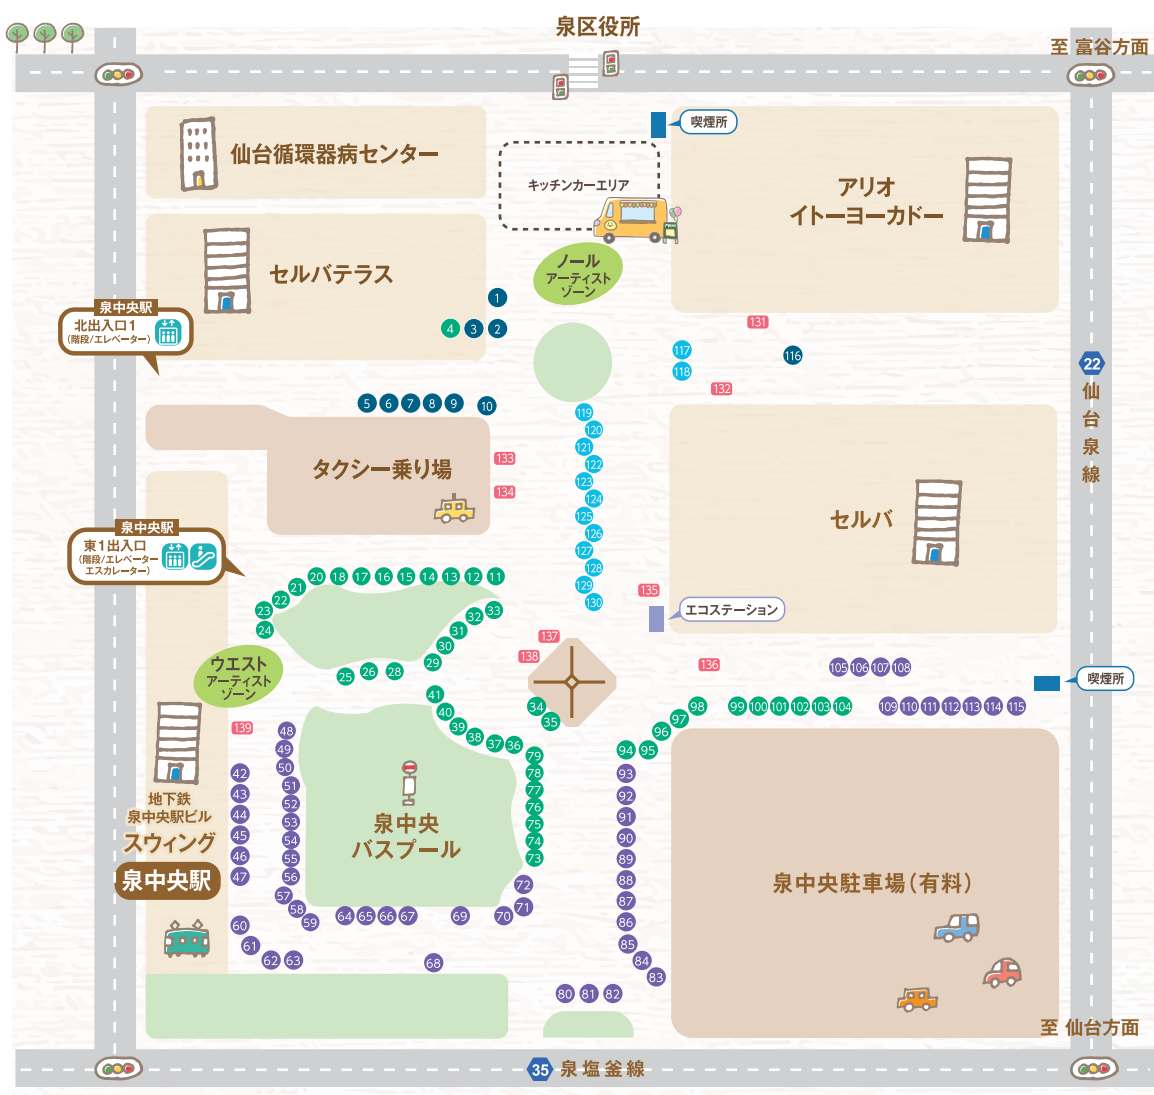 泉区役所
至 富谷方面
喫煙所
仙台循環器病センター
キッチンカーエリア
アリオ
イトーヨーカドー
セルバテラス
ノール
アーティスト
ゾーン
泉中央駅
北出入口1
(階段/エレベーター)
1
4 3 2
131
117
116
118
132
22
仙台泉線
5 6 7 8 9 10
119
120
121
122
123
124
125
126
127
128
129
130
タクシー乗り場
133
134
セルバ
泉中央駅
東1出入口
(階段/エレベーター
エスカレーター)
20 18 17 16 15 14 13 12 11
21
22
23
24
33
32
31
30
29
25 26 28
135
エコステーション
137
138
136
105 106 107 108
喫煙所
ウエスト
アーティスト
ゾーン
34
35
41
40
39
38
37 36
98 99 100 101 102 103 104
109 110 111 112 113 114 115
97
96
94 95
139
48
49
50
51
52
53
54
55
56
57
58
59
42
43
44
45
46
47
79
78
77
76
75
74
73
72
71
70
93
92
91
90
89
88
87
86
85
84
83
泉中央
バスプール
地下鉄
泉中央駅ビル
スウィング
泉中央駅
泉中央駐車場(有料)
64 65 66 67 69
60
61
62 63
68
80 81 82
至 仙台方面
35 泉塩釜線